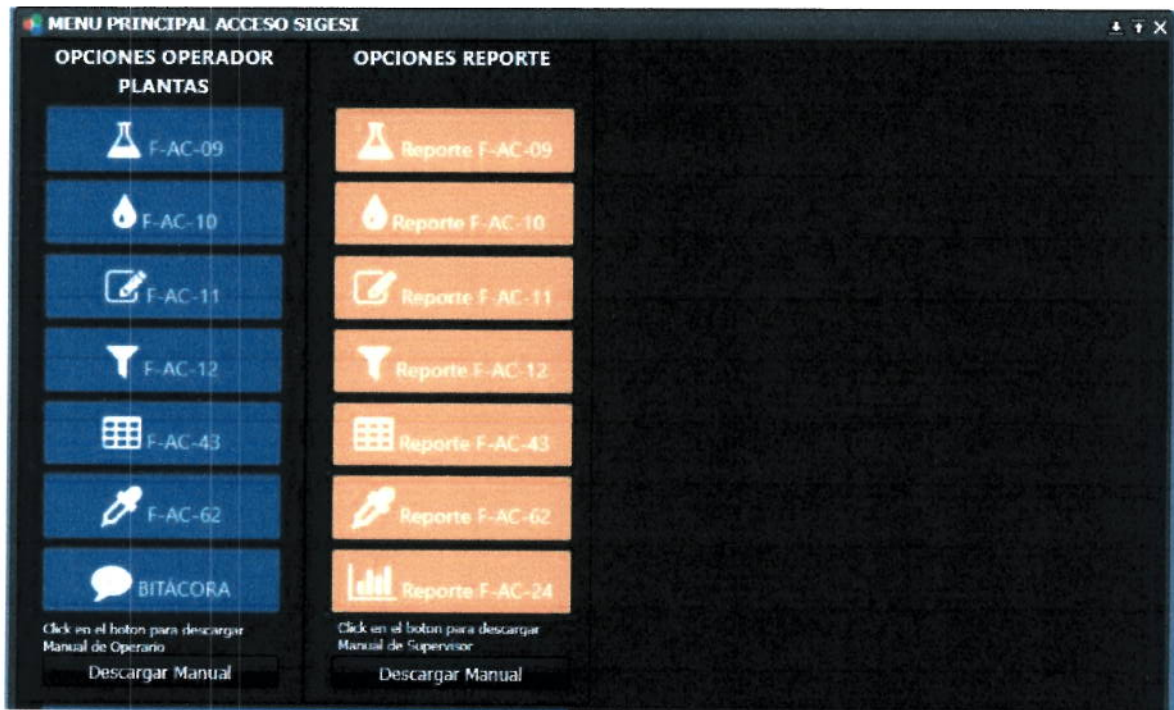 MENU PRINCIPAL ACCESO SIGESI
OPCIONES OPERADOR
PLANTAS
F-AC-09
F-AC-10
F-AC-11
F-AC-12
F-AC-43
F-AC-62
BITÁCORA
Click en el boton para descargar
Manual de Operario
Descargar Manual
OPCIONES REPORTE
Reporte F-AC-09
Reporte F-AC-10
Reporte F-AC-11
Reporte F-AC-12
Reporte F-AC-43
Reporte F-AC-62
Reporte F-AC-24
Click en el boton para descargar
Manual de Supervisor
Descargar Manual